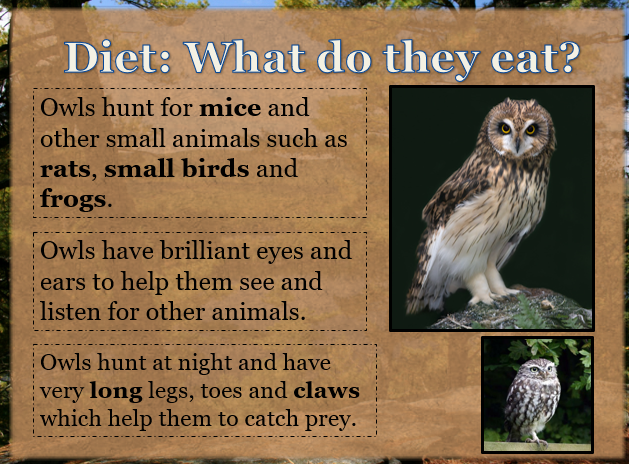 Diet: What do they eat?
Owls hunt for mice and
other small animals such as
rats, small birds and
frogs.
Owls have brilliant eyes and
ears to help them see and
listen for other animals.
Owls hunt at night and have
very long legs, toes and claws
which help them to catch prey.